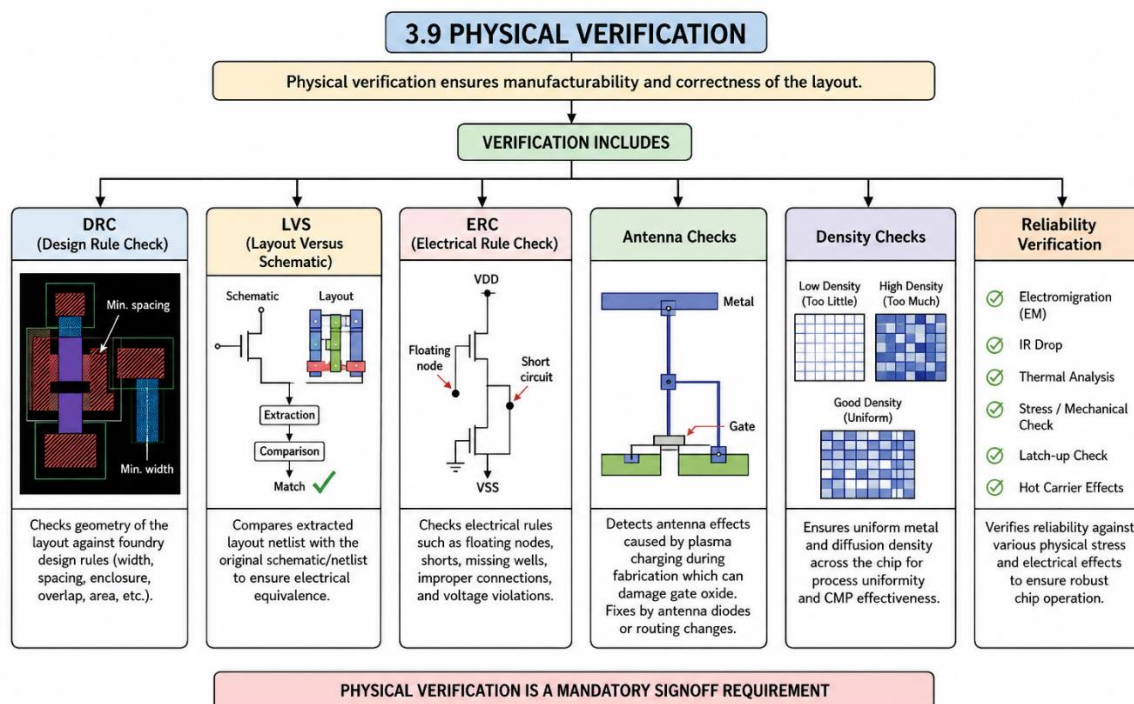 3.9 PHYSICAL VERIFICATION
Physical verification ensures manufacturability and correctness of the layout.
VERIFICATION INCLUDES
DRC
(Design Rule Check)
Min. spacing
Min. width
Checks geometry of the
layout against foundry
design rules (width,
spacing, enclosure,
overlap, area, etc.).
LVS
(Layout Versus
Schematic)
Schematic
Layout
Extraction
Comparison
Match
Compares extracted
layout netlist with the
original schematic/netlist
to ensure electrical
equivalence.
ERC
(Electrical Rule Check)
VDD
Floating
node
Short
circuit
VSS
Checks electrical rules
such as floating nodes,
shorts, missing wells,
improper connections,
and voltage violations.
Antenna Checks
Metal
Gate
Detects antenna effects
caused by plasma
charging during
fabrication which can
damage gate oxide.
Fixes by antenna diodes
or routing changes.
Density Checks
Low Density
(Too Little)
High Density
(Too Much)
Good Density
(Uniform)
Ensures uniform metal
and diffusion density
across the chip for
process uniformity
and CMP effectiveness.
Reliability
Verification
Electromigration
(EM)
IR Drop
Thermal Analysis
Stress / Mechanical
Check
Latch-up Check
Hot Carrier Effects
Verifies reliability against
various physical stress
and electrical effects
to ensure robust
chip operation.
PHYSICAL VERIFICATION IS A MANDATORY SIGNOFF REQUIREMENT